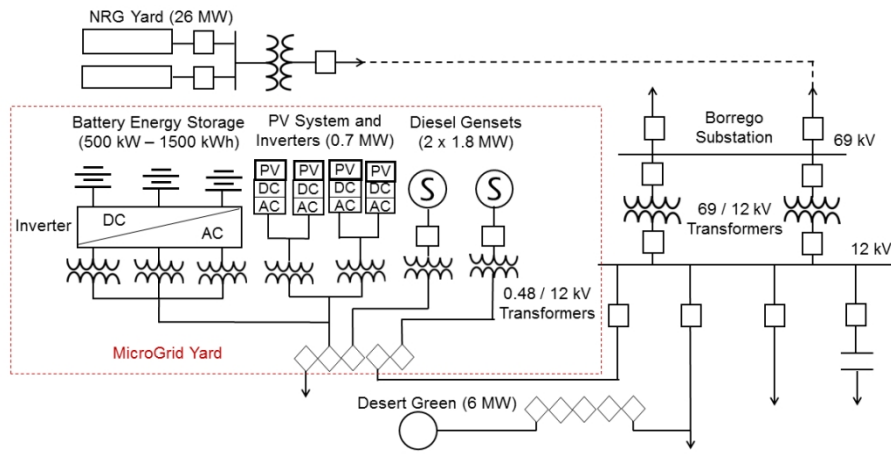 NRG Yard (26 MW)
Battery Energy Storage
(500 kW – 1500 kWh)
PV System and
Inverters (0.7 MW)
Diesel Gensets
(2 x 1.8 MW)
Borrego
Substation
69 kV
PV
PV
PV
PV
DC
DC
DC
DC
AC
AC
AC
AC
S
S
Inverter
DC
AC
69 / 12 kV
Transformers
12 kV
0.48 / 12 kV
Transformers
MicroGrid Yard
Desert Green (6 MW)